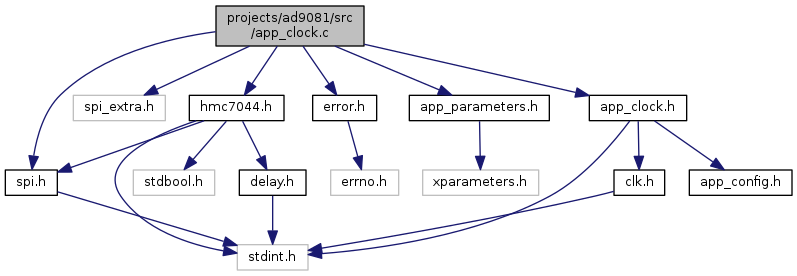 projects/ad9081/src
/app_clock.c
spi_extra.h
hmc7044.h
error.h
app_parameters.h
app_clock.h
spi.h
stdbool.h
delay.h
errno.h
xparameters.h
clk.h
app_config.h
stdint.h